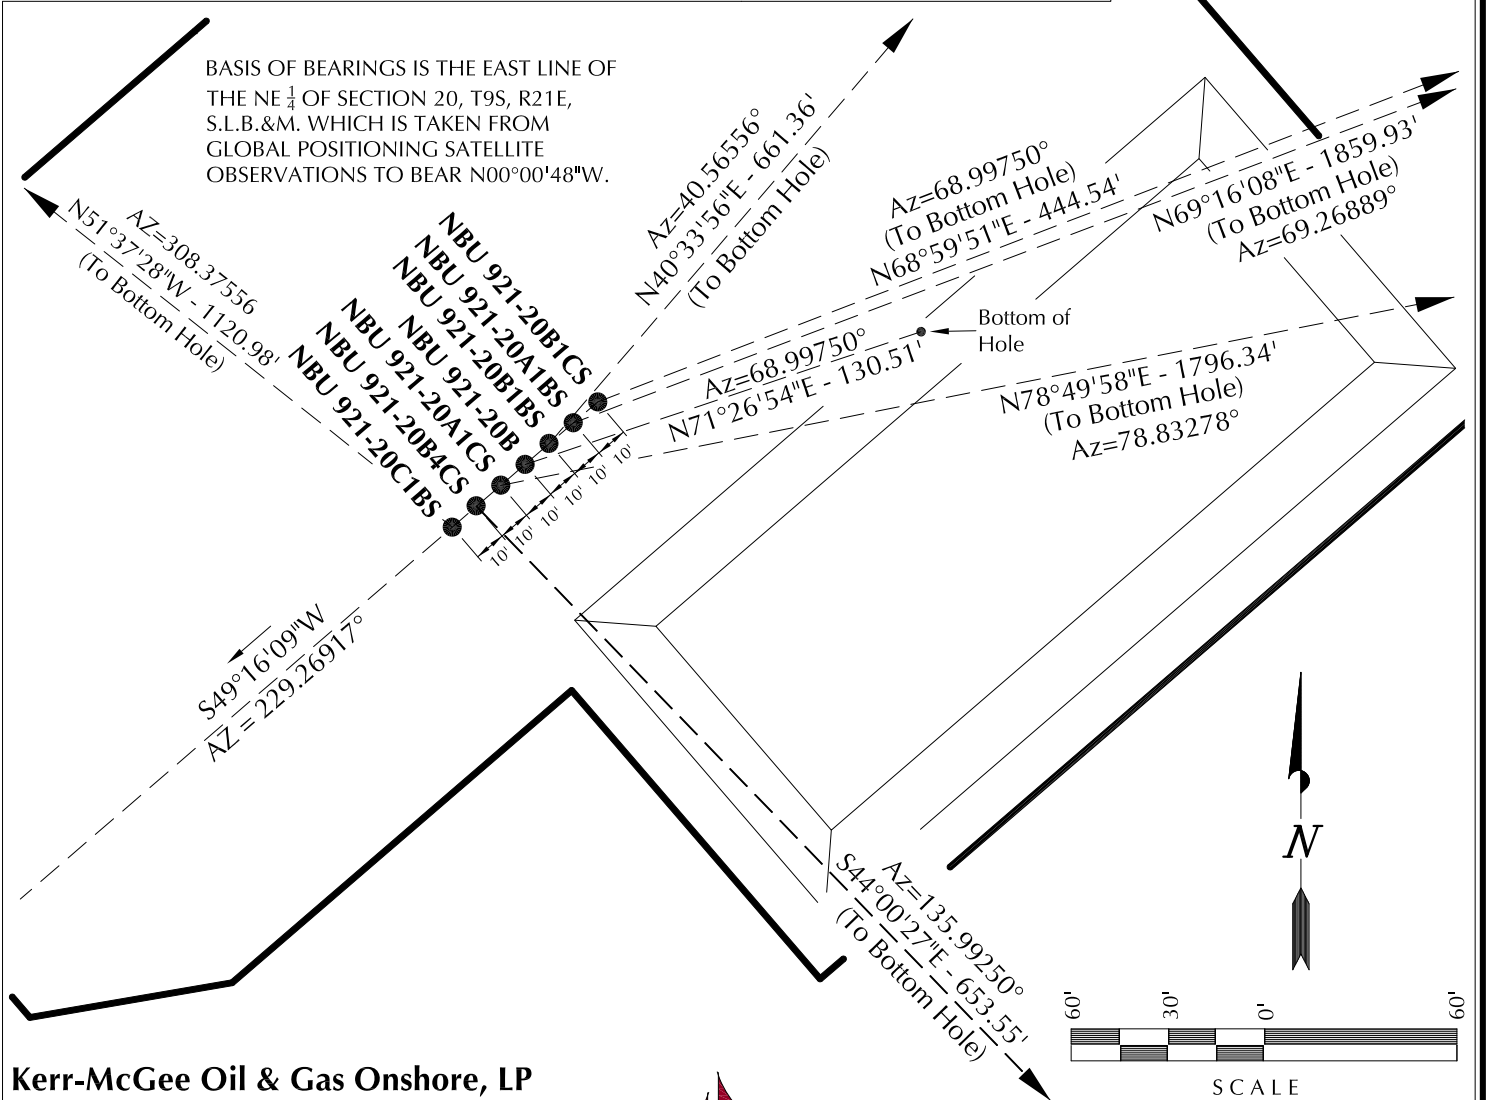 BASIS OF BEARINGS IS THE EAST LINE OF
THE NE 1/4 OF SECTION 20, T9S, R21E,
S.L.B.&M. WHICH IS TAKEN FROM
GLOBAL POSITIONING SATELLITE
OBSERVATIONS TO BEAR N00°00'48"W.
AZ=308.37556
N51°37'28"W - 1120.98'
(To Bottom Hole)
Az=40.56556°
N40°33'56"E - 661.36'
(To Bottom Hole)
Az=68.99750°
(To Bottom Hole)
N68°59'51"E - 444.54'
N69°16'08"E - 1859.93'
(To Bottom Hole)
Az=69.26889°
NBU 921-20B1CS
NBU 921-20A1BS
NBU 921-20B1BS
NBU 921-20B
NBU 921-20A1CS
NBU 921-20B4CS
NBU 921-20C1BS
Bottom of
Hole
Az=68.99750°
N71°26'54"E - 130.51'
N78°49'58"E - 1796.34'
(To Bottom Hole)
Az=78.83278°
10'
10'
10'
10'
10'
10'
S49°16'09"W
AZ = 229.26917°
Az=135.99250°
S44°00'27"E - 653.55'
(To Bottom Hole)
N
60'
30'
0'
60'
SCALE
Kerr-McGee Oil & Gas Onshore, LP